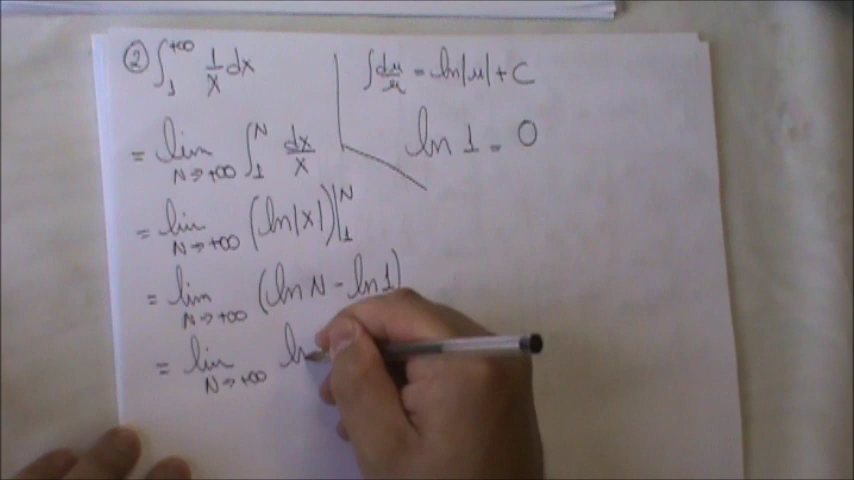 ② ∫₁^{+∞} 1/x dx
= lim_{N→+∞} ∫₁^N dx/x
= lim_{N→+∞} (ln|x|)|₁^N
= lim_{N→+∞} (ln N - ln 1)
= lim_{N→+∞} ln
∫ du/u = ln|u| + C
ln 1 = 0